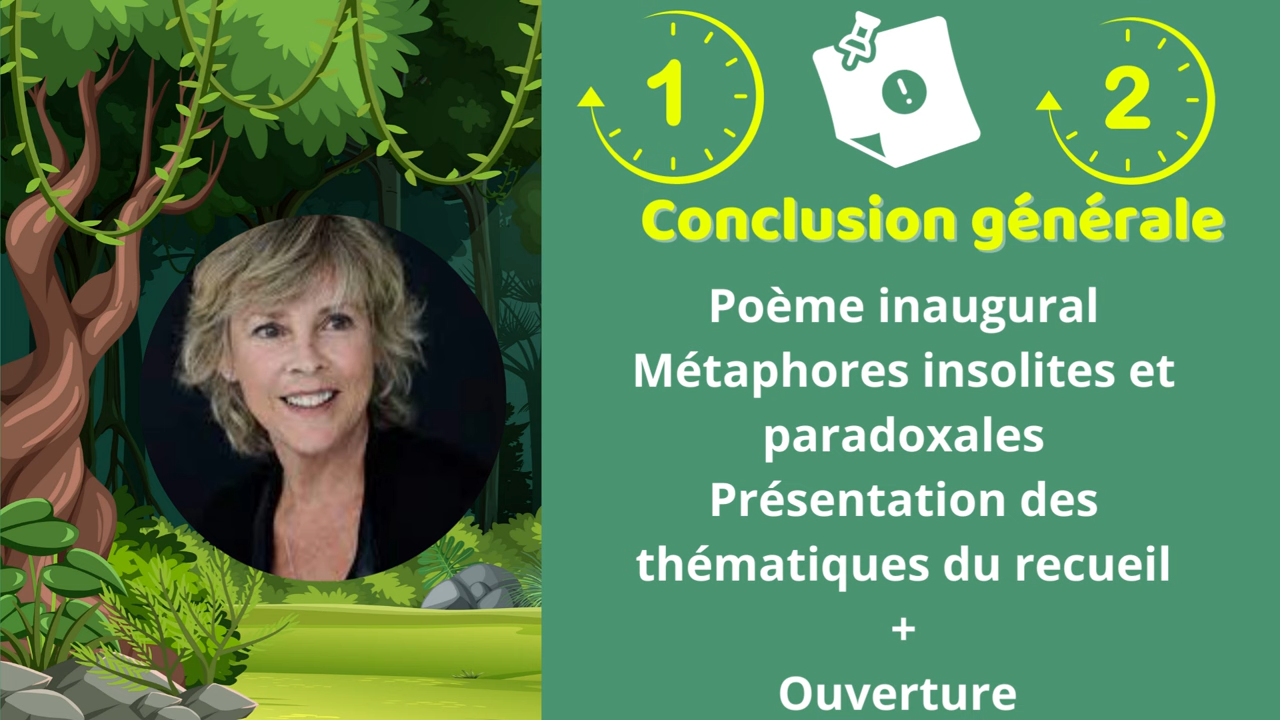 1
2
Conclusion générale
Poème inaugural
Métaphores insolites et
paradoxales
Présentation des
thématiques du recueil
+
Ouverture